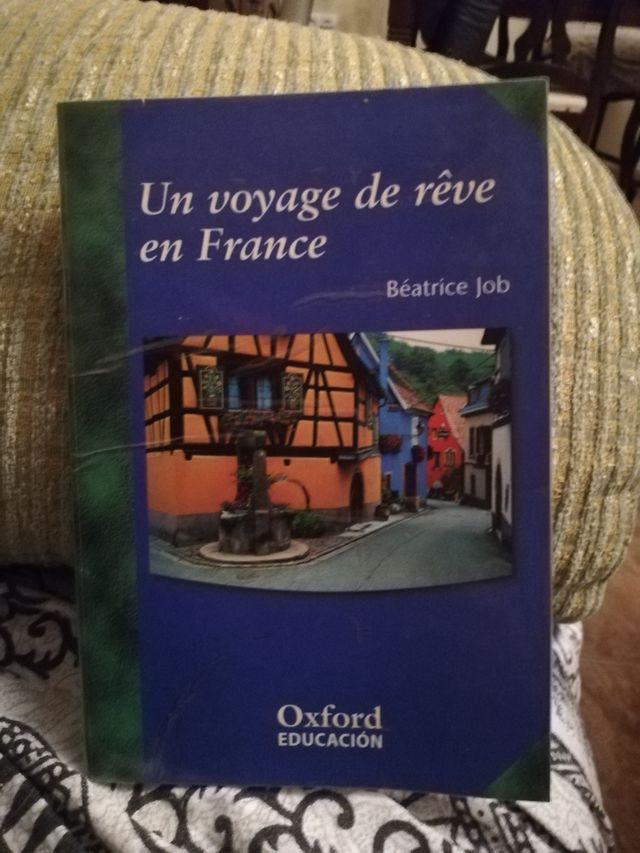 Un voyage de rêve
en France
Béatrice Job
Oxford
EDUCACIÓN